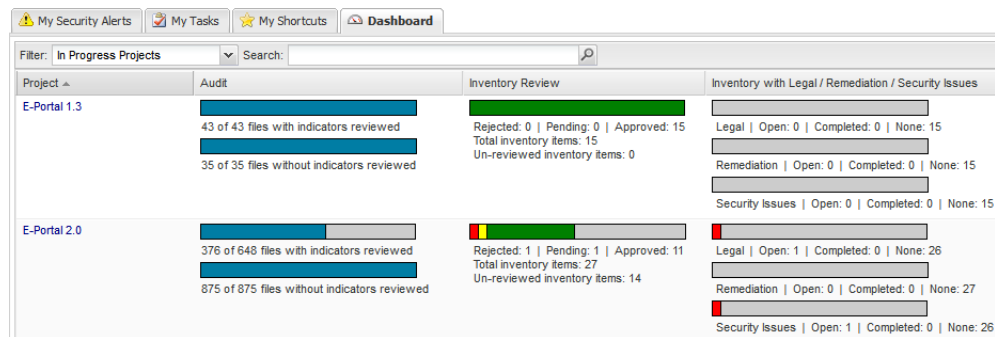 My Security Alerts My Tasks My Shortcuts Dashboard
Filter: In Progress Projects Search:
Project Audit Inventory Review Inventory with Legal / Remediation / Security Issues
E-Portal 1.3
43 of 43 files with indicators reviewed
35 of 35 files without indicators reviewed
Rejected: 0 | Pending: 0 | Approved: 15
Total inventory items: 15
Un-reviewed inventory items: 0
Legal | Open: 0 | Completed: 0 | None: 15
Remediation | Open: 0 | Completed: 0 | None: 15
Security Issues | Open: 0 | Completed: 0 | None: 15
E-Portal 2.0
376 of 648 files with indicators reviewed
875 of 875 files without indicators reviewed
Rejected: 1 | Pending: 1 | Approved: 11
Total inventory items: 27
Un-reviewed inventory items: 14
Legal | Open: 1 | Completed: 0 | None: 26
Remediation | Open: 0 | Completed: 0 | None: 27
Security Issues | Open: 1 | Completed: 0 | None: 26